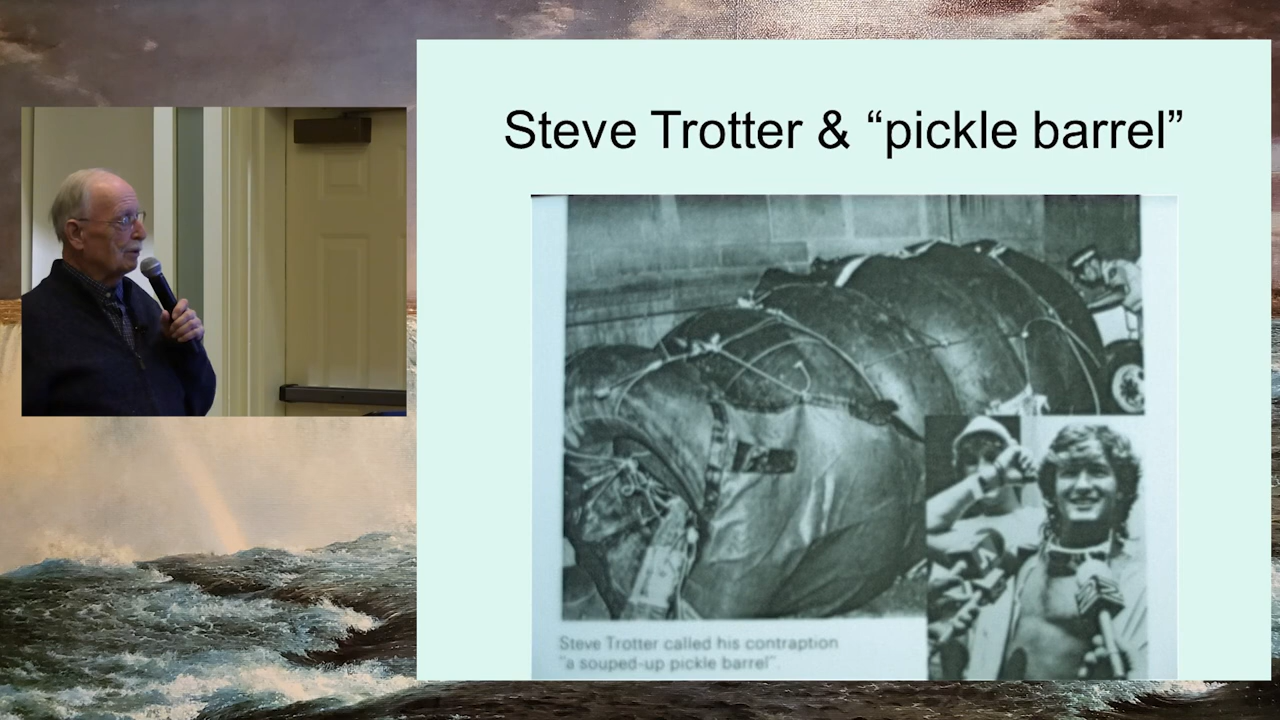 Steve Trotter & “pickle barrel”
Steve Trotter called his contraption
“a souped-up pickle barrel”.